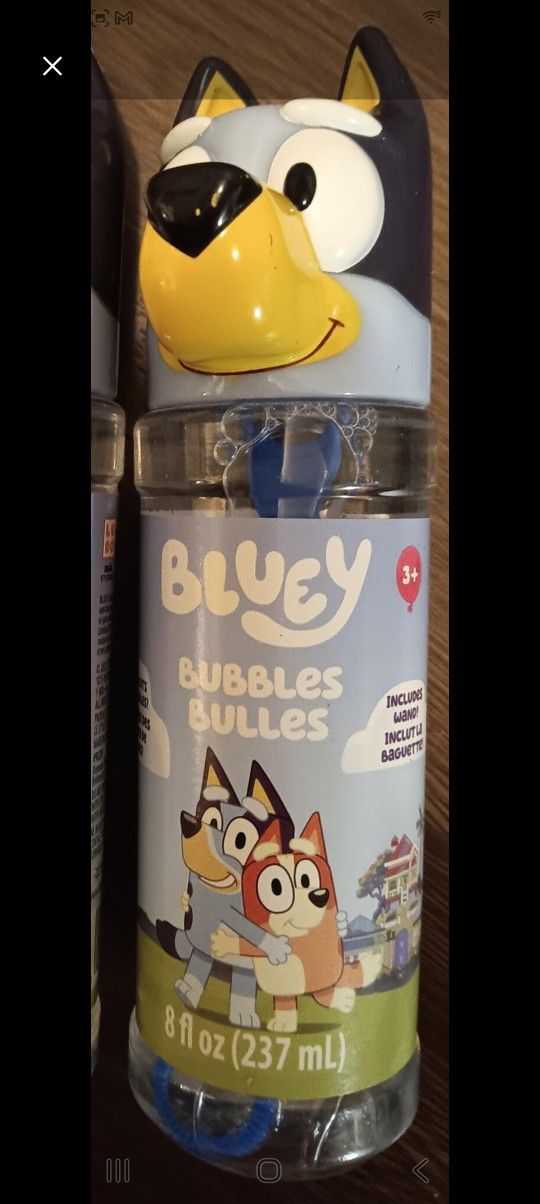 BLUEY
3+
BUBBLES
BULLES
INCLUDES
WAND!
INCLUT LA
BAGUETTE!
8 fl oz (237 mL)